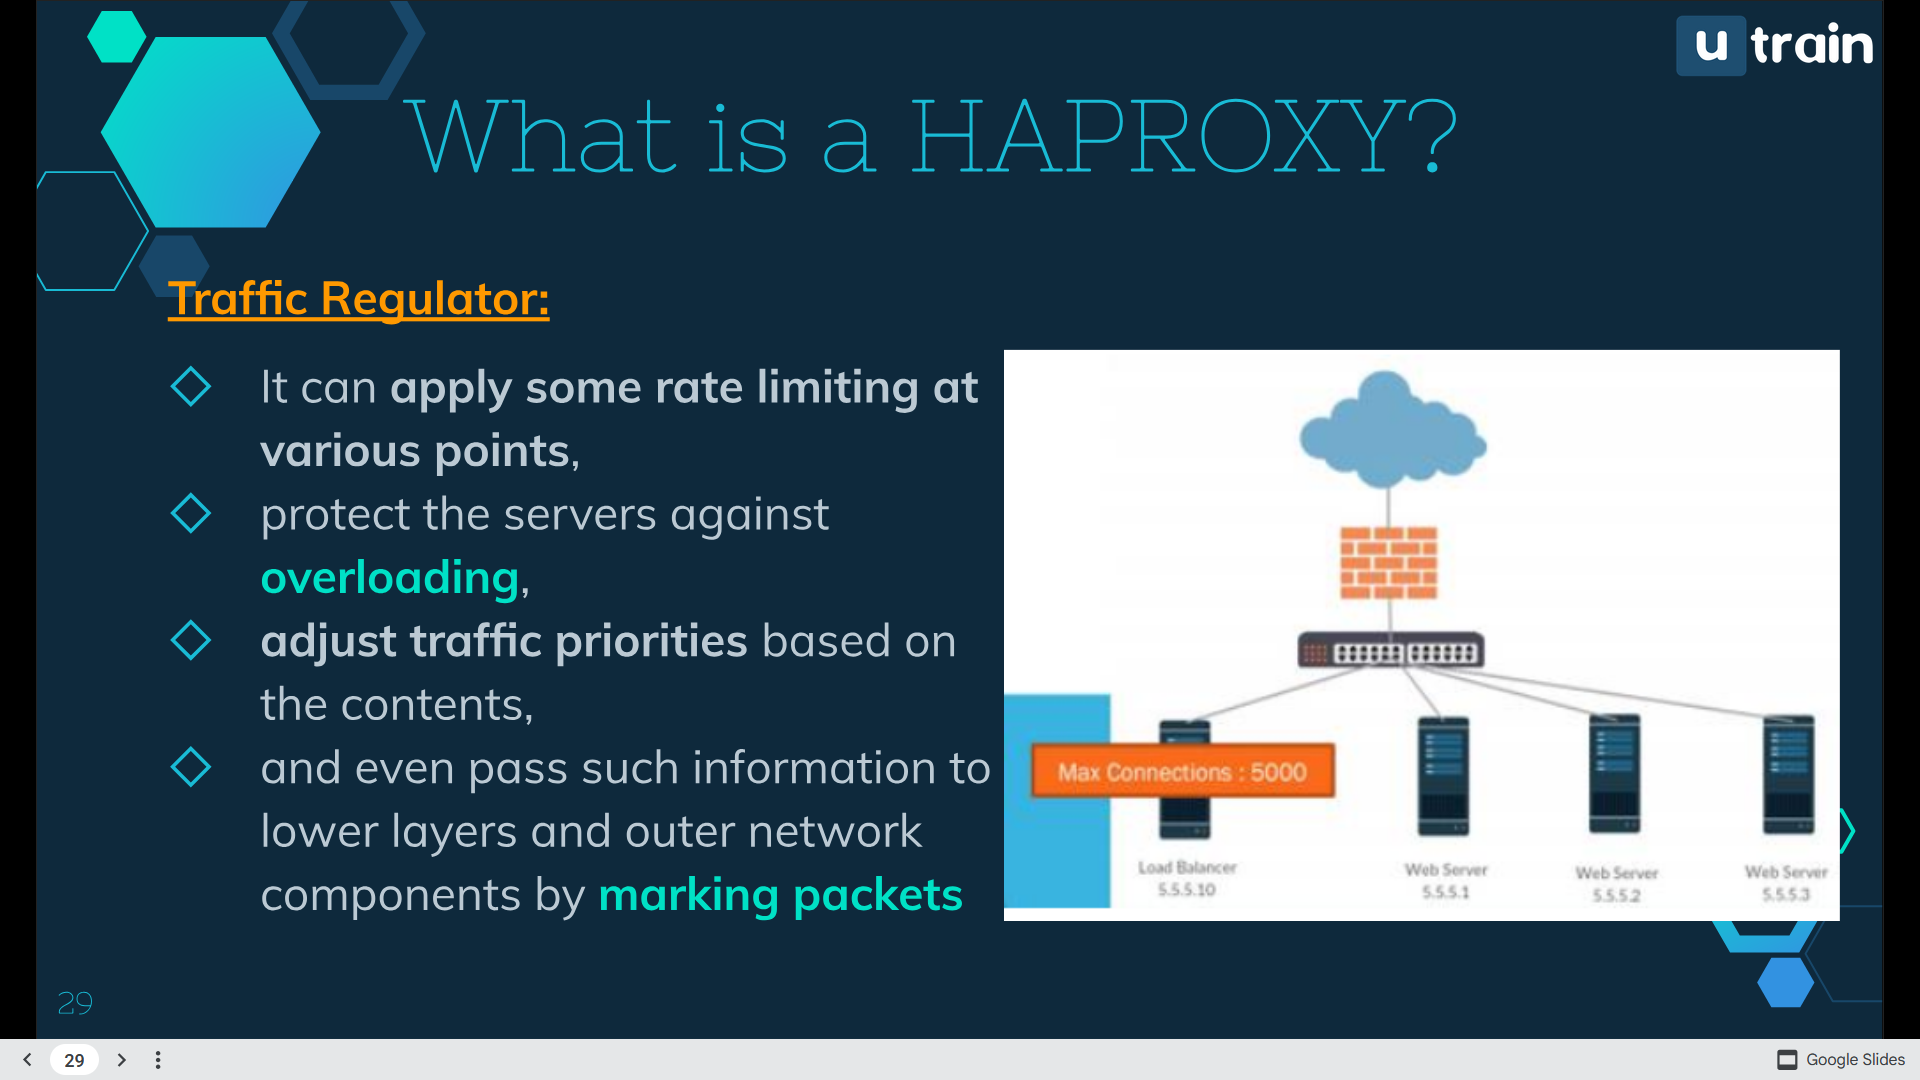 u train
What is a HAPROXY?
Traffic Regulator:
It can apply some rate limiting at
various points,
protect the servers against
overloading,
adjust traffic priorities based on
the contents,
and even pass such information to
lower layers and outer network
components by marking packets
Max Connections : 5000
Load Balancer
5.5.5.10
Web Server
5.5.5.1
Web Server
5.5.5.2
Web Server
5.5.5.3
29
29
Google Slides